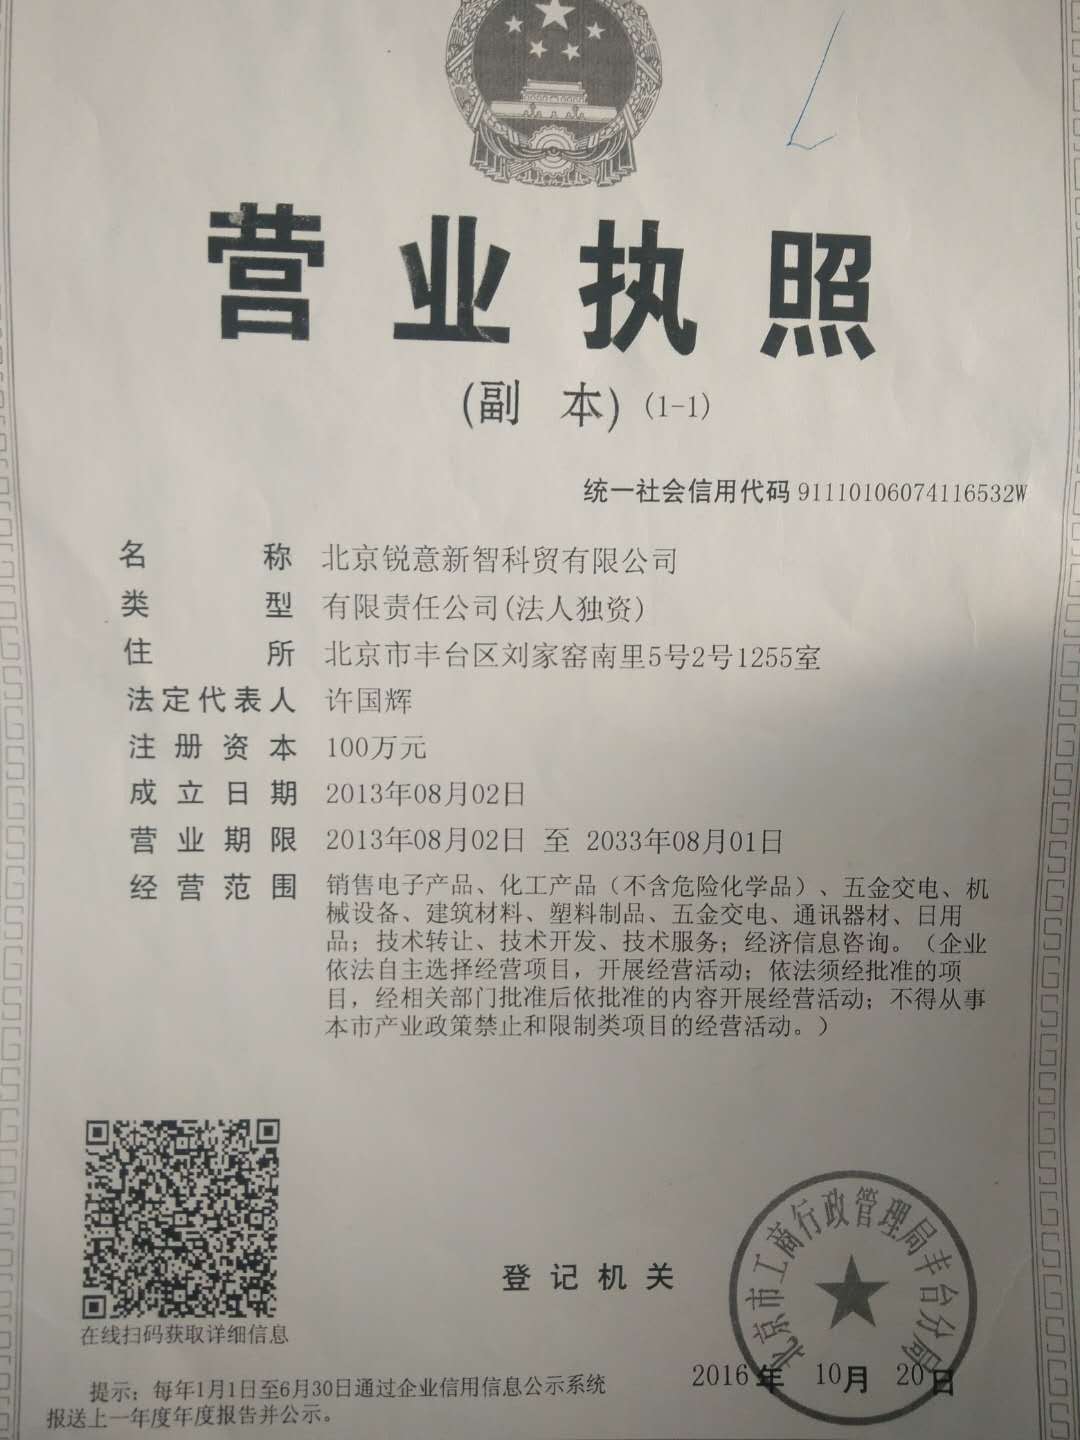 营业执照
(副 本) (1-1)
统一社会信用代码 91110106074116532W
名 称 北京锐意新智科贸有限公司
类 型 有限责任公司(法人独资)
住 所 北京市丰台区刘家窑南里5号2号1255室
法定代表人 许国辉
注 册 资 本 100万元
成 立 日 期 2013年08月02日
营 业 期 限 2013年08月02日 至 2033年08月01日
经 营 范 围 销售电子产品、化工产品（不含危险化学品）、五金交电、机
械设备、建筑材料、塑料制品、五金交电、通讯器材、日用
品；技术转让、技术开发、技术服务；经济信息咨询。（企业
依法自主选择经营项目，开展经营活动；依法须经批准的项
目，经相关部门批准后依批准的内容开展经营活动；不得从事
本市产业政策禁止和限制类项目的经营活动。）
在线扫码获取详细信息
登 记 机 关
北京市工商行政管理局丰台分局
2016年 10月 20日
提示：每年1月1日至6月30日通过企业信用信息公示系统
报送上一年度年度报告并公示。